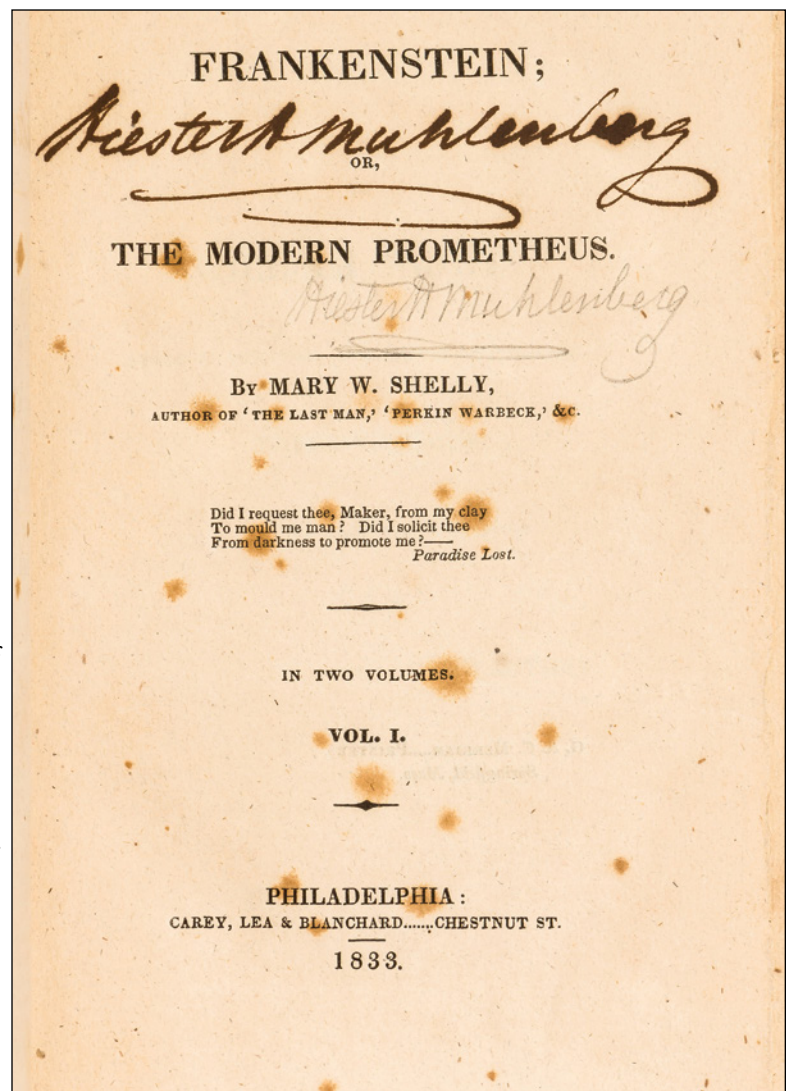 FRANKENSTEIN;
Hiester H Muhlenberg
OR,
THE MODERN PROMETHEUS.
Hiester H Muhlenberg
BY MARY W. SHELLY,
AUTHOR OF ‘THE LAST MAN,’ ‘PERKIN WARBECK,’ &C.
Did I request thee, Maker, from my clay
To mould me man? Did I solicit thee
From darkness to promote me?——
Paradise Lost.
IN TWO VOLUMES.
VOL. I.
PHILADELPHIA:
CAREY, LEA & BLANCHARD.......CHESTNUT ST.
1833.